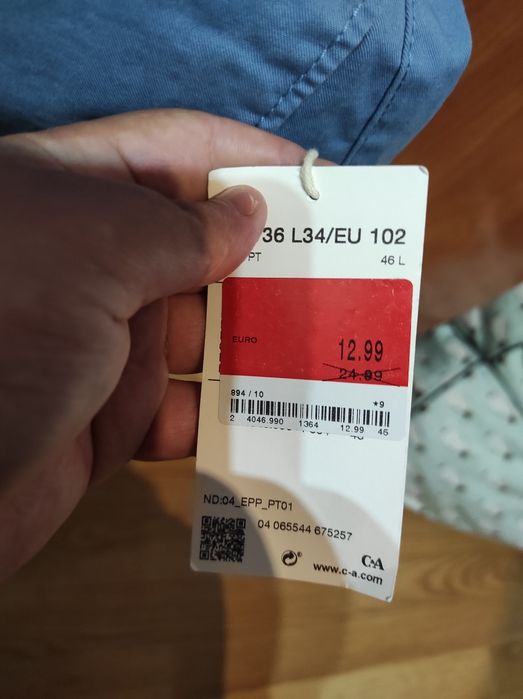 36 L34/EU 102
PT 46 L
EURO
12.99
24.99
894 / 10
*9
2 4046.990 1364 12.99 46
ND:04_EPP_PT01
04 065544 675257
C&A
www.c-a.com